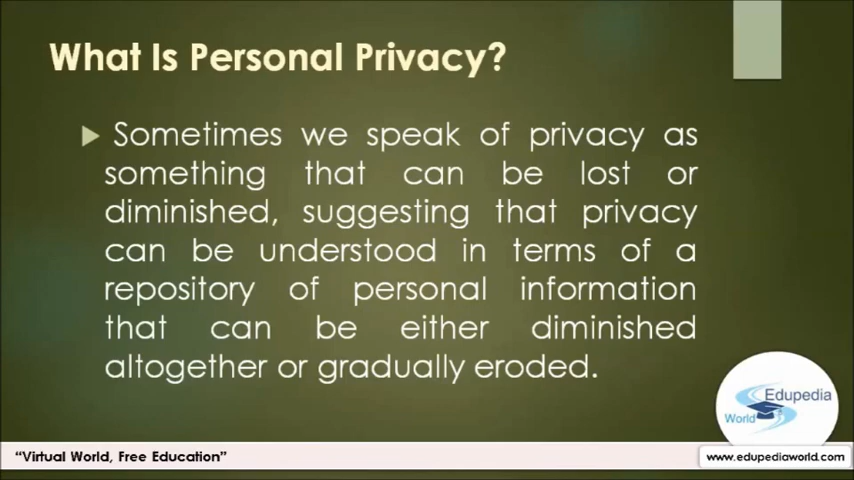 What Is Personal Privacy?
Sometimes we speak of privacy as
something that can be lost or
diminished, suggesting that privacy
can be understood in terms of a
repository of personal information
that can be either diminished
altogether or gradually eroded.
Edupedia
World
“Virtual World, Free Education”
www.edupediaworld.com